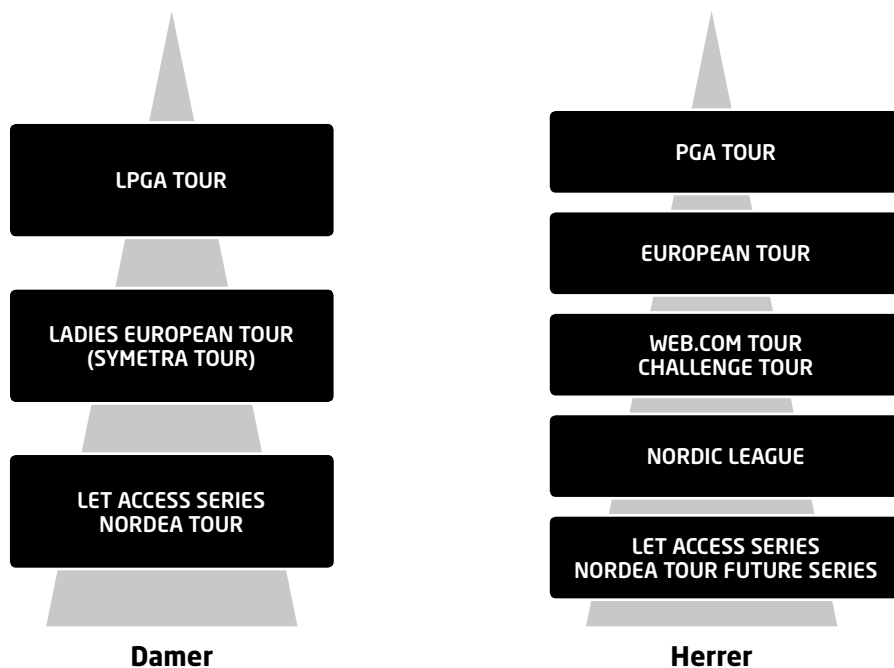 LPGA TOUR
LADIES EUROPEAN TOUR
(SYMETRA TOUR)
LET ACCESS SERIES
NORDEA TOUR
Damer
PGA TOUR
EUROPEAN TOUR
WEB.COM TOUR
CHALLENGE TOUR
NORDIC LEAGUE
LET ACCESS SERIES
NORDEA TOUR FUTURE SERIES
Herrer